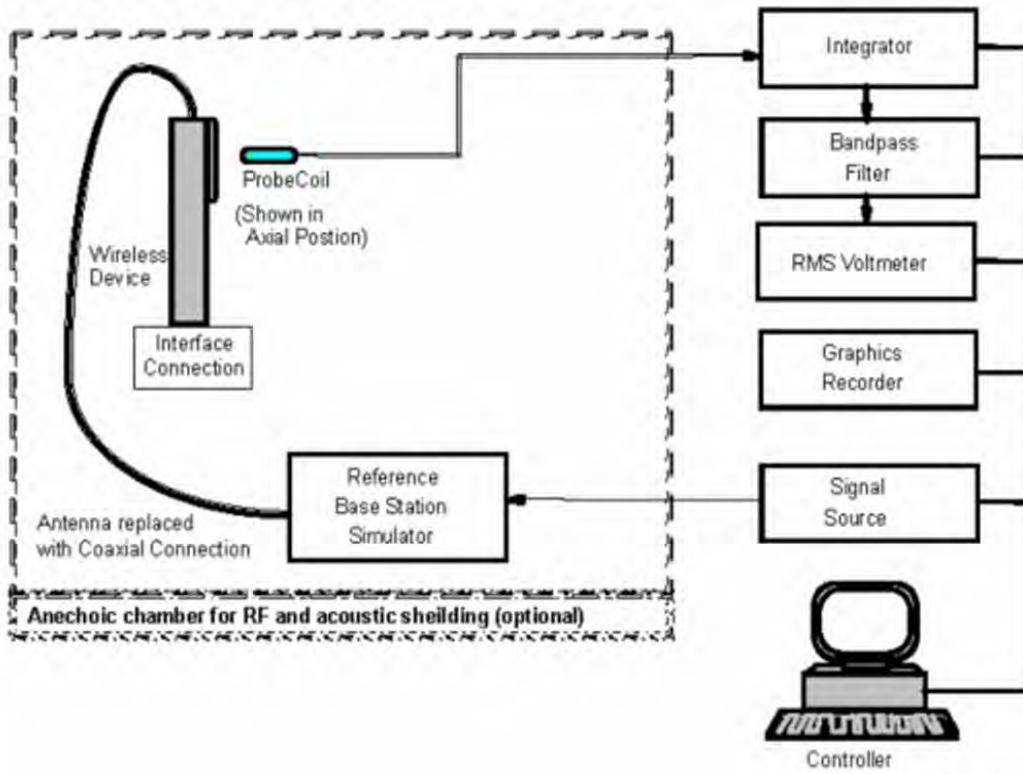 Integrator
Bandpass
Filter
RMS Voltmeter
Graphics
Recorder
Signal
Source
Controller
ProbeCoil
(Shown in
Axial Postion)
Wireless
Device
Interface
Connection
Reference
Base Station
Simulator
Antenna replaced
with Coaxial Connection
Anechoic chamber for RF and acoustic sheilding (optional)